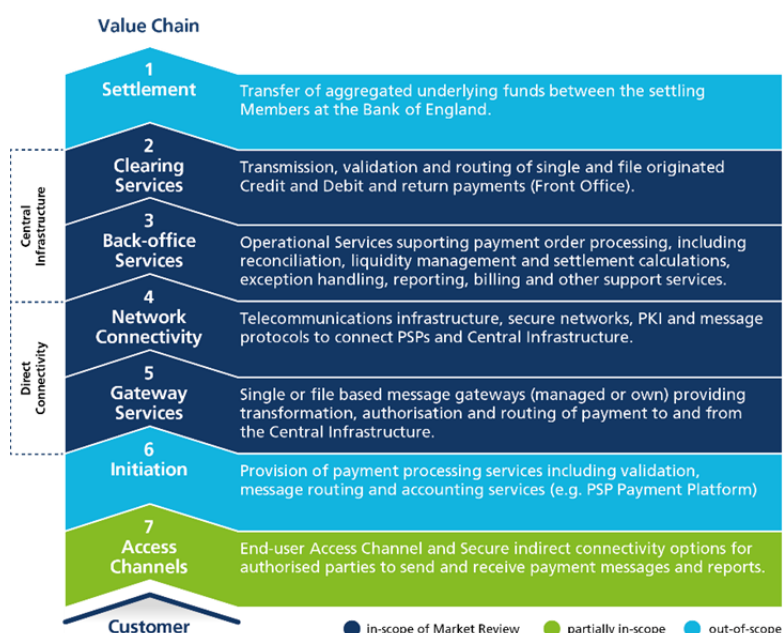 Value Chain
1
Settlement
Transfer of aggregated underlying funds between the settling
Members at the Bank of England.
Central
Infrastructure
2
Clearing
Services
Transmission, validation and routing of single and file originated
Credit and Debit and return payments (Front Office).
3
Back-office
Services
Operational Services suporting payment order processing, including
reconciliation, liquidity management and settlement calculations,
exception handling, reporting, billing and other support services.
Direct
Connectivity
4
Network
Connectivity
Telecommunications infrastructure, secure networks, PKI and message
protocols to connect PSPs and Central Infrastructure.
5
Gateway
Services
Single or file based message gateways (managed or own) providing
transformation, authorisation and routing of payment to and from
the Central Infrastructure.
6
Initiation
Provision of payment processing services including validation,
message routing and accounting services (e.g. PSP Payment Platform)
7
Access
Channels
End-user Access Channel and Secure indirect connectivity options for
authorised parties to send and receive payment messages and reports.
Customer
in-scope of Market Review
partially in-scope
out-of-scope